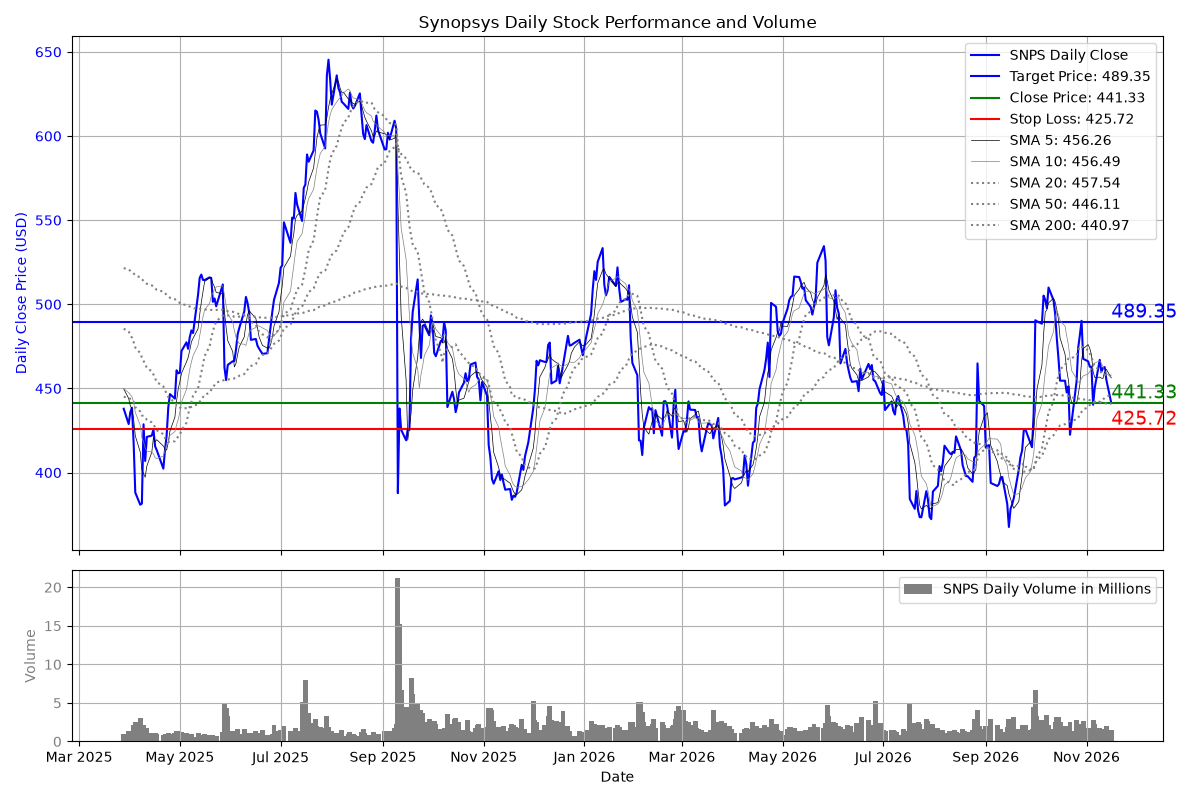 Synopsys Daily Stock Performance and Volume
SNPS Daily Close
Target Price: 489.35
Close Price: 441.33
Stop Loss: 425.72
SMA 5: 456.26
SMA 10: 456.49
SMA 20: 457.54
SMA 50: 446.11
SMA 200: 440.97
Daily Close Price (USD)
650
600
550
500
450
400
489.35
441.33
425.72
SNPS Daily Volume in Millions
Volume
20
15
10
5
0
Mar 2025 May 2025 Jul 2025 Sep 2025 Nov 2025 Jan 2026 Mar 2026 May 2026 Jul 2026 Sep 2026 Nov 2026
Date